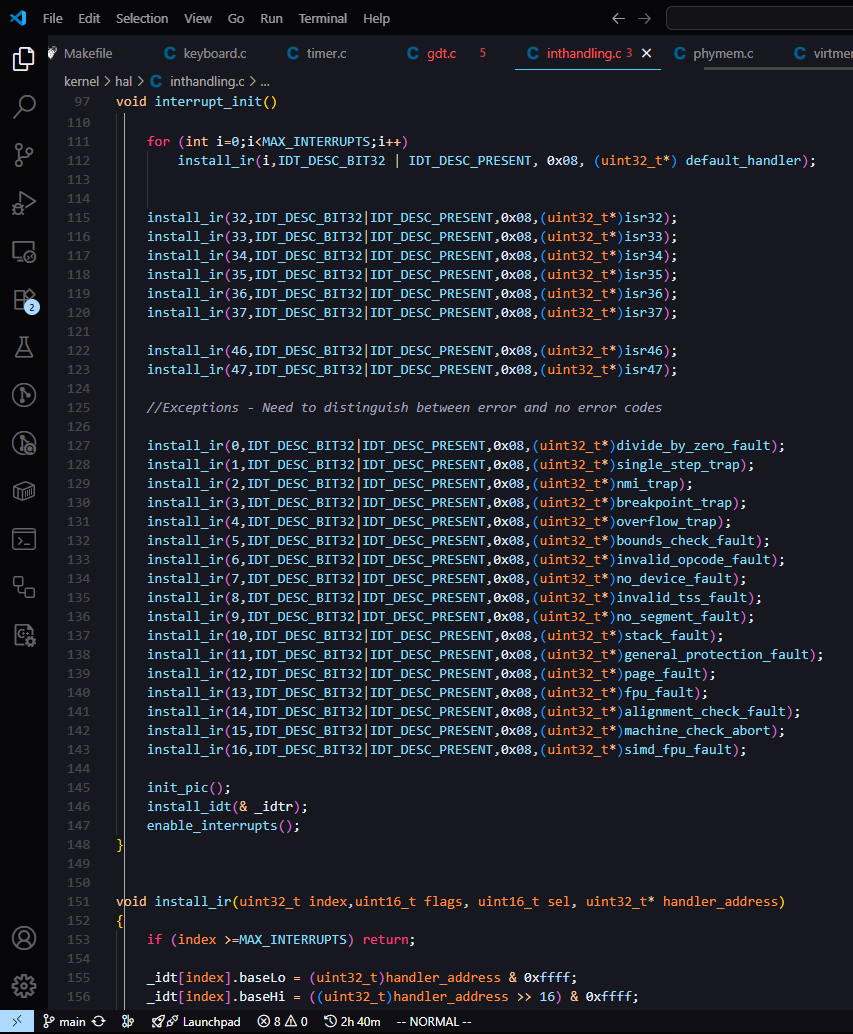 File Edit Selection View Go Run Terminal Help
Makefile C keyboard.c C timer.c C gdt.c 5 C inthandling.c 3 C phymem.c C virtmem
kernel > hal > C inthandling.c > ...
97 void interrupt_init()
110
111 for (int i=0;i<MAX_INTERRUPTS;i++)
112 install_ir(i,IDT_DESC_BIT32 | IDT_DESC_PRESENT, 0x08, (uint32_t*) default_handler);
113
114
115 install_ir(32,IDT_DESC_BIT32|IDT_DESC_PRESENT,0x08,(uint32_t*)isr32);
116 install_ir(33,IDT_DESC_BIT32|IDT_DESC_PRESENT,0x08,(uint32_t*)isr33);
117 install_ir(34,IDT_DESC_BIT32|IDT_DESC_PRESENT,0x08,(uint32_t*)isr34);
118 install_ir(35,IDT_DESC_BIT32|IDT_DESC_PRESENT,0x08,(uint32_t*)isr35);
119 install_ir(36,IDT_DESC_BIT32|IDT_DESC_PRESENT,0x08,(uint32_t*)isr36);
120 install_ir(37,IDT_DESC_BIT32|IDT_DESC_PRESENT,0x08,(uint32_t*)isr37);
121
122 install_ir(46,IDT_DESC_BIT32|IDT_DESC_PRESENT,0x08,(uint32_t*)isr46);
123 install_ir(47,IDT_DESC_BIT32|IDT_DESC_PRESENT,0x08,(uint32_t*)isr47);
124
125 //Exceptions - Need to distinguish between error and no error codes
126
127 install_ir(0,IDT_DESC_BIT32|IDT_DESC_PRESENT,0x08,(uint32_t*)divide_by_zero_fault);
128 install_ir(1,IDT_DESC_BIT32|IDT_DESC_PRESENT,0x08,(uint32_t*)single_step_trap);
129 install_ir(2,IDT_DESC_BIT32|IDT_DESC_PRESENT,0x08,(uint32_t*)nmi_trap);
130 install_ir(3,IDT_DESC_BIT32|IDT_DESC_PRESENT,0x08,(uint32_t*)breakpoint_trap);
131 install_ir(4,IDT_DESC_BIT32|IDT_DESC_PRESENT,0x08,(uint32_t*)overflow_trap);
132 install_ir(5,IDT_DESC_BIT32|IDT_DESC_PRESENT,0x08,(uint32_t*)bounds_check_fault);
133 install_ir(6,IDT_DESC_BIT32|IDT_DESC_PRESENT,0x08,(uint32_t*)invalid_opcode_fault);
134 install_ir(7,IDT_DESC_BIT32|IDT_DESC_PRESENT,0x08,(uint32_t*)no_device_fault);
135 install_ir(8,IDT_DESC_BIT32|IDT_DESC_PRESENT,0x08,(uint32_t*)invalid_tss_fault);
136 install_ir(9,IDT_DESC_BIT32|IDT_DESC_PRESENT,0x08,(uint32_t*)no_segment_fault);
137 install_ir(10,IDT_DESC_BIT32|IDT_DESC_PRESENT,0x08,(uint32_t*)stack_fault);
138 install_ir(11,IDT_DESC_BIT32|IDT_DESC_PRESENT,0x08,(uint32_t*)general_protection_fault);
139 install_ir(12,IDT_DESC_BIT32|IDT_DESC_PRESENT,0x08,(uint32_t*)page_fault);
140 install_ir(13,IDT_DESC_BIT32|IDT_DESC_PRESENT,0x08,(uint32_t*)fpu_fault);
141 install_ir(14,IDT_DESC_BIT32|IDT_DESC_PRESENT,0x08,(uint32_t*)alignment_check_fault);
142 install_ir(15,IDT_DESC_BIT32|IDT_DESC_PRESENT,0x08,(uint32_t*)machine_check_abort);
143 install_ir(16,IDT_DESC_BIT32|IDT_DESC_PRESENT,0x08,(uint32_t*)simd_fpu_fault);
144
145 init_pic();
146 install_idt(& _idtr);
147 enable_interrupts();
148 }
149
150
151 void install_ir(uint32_t index,uint16_t flags, uint16_t sel, uint32_t* handler_address)
152 {
153 if (index >=MAX_INTERRUPTS) return;
154
155 _idt[index].baseLo = (uint32_t)handler_address & 0xffff;
156 _idt[index].baseHi = ((uint32_t)handler_address >> 16) & 0xffff;
2
main Launchpad 8 0 2h 40m -- NORMAL --